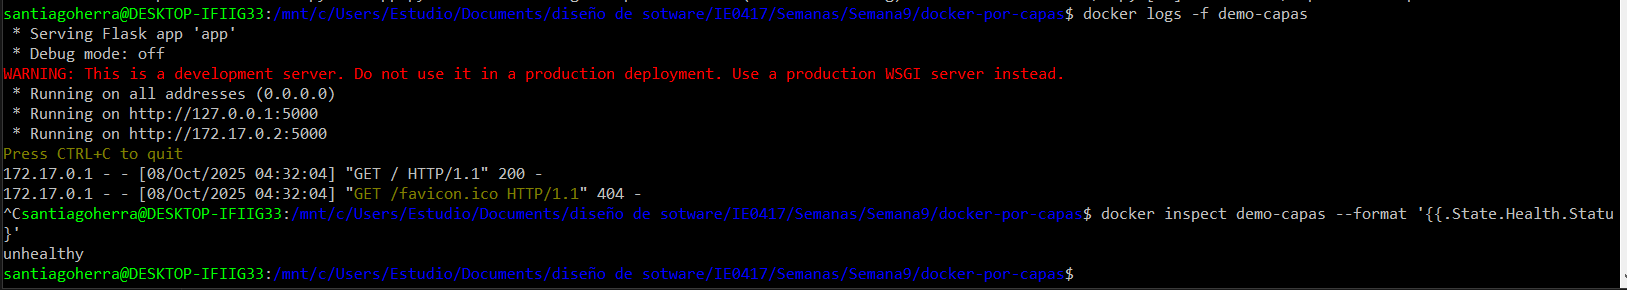 santiagoherra@DESKTOP-IFIIG33:/mnt/c/Users/Estudio/Documents/diseño de sotware/IE0417/Semanas/Semana9/docker-por-capas$ docker logs -f demo-capas
 * Serving Flask app 'app'
 * Debug mode: off
WARNING: This is a development server. Do not use it in a production deployment. Use a production WSGI server instead.
 * Running on all addresses (0.0.0.0)
 * Running on http://127.0.0.1:5000
 * Running on http://172.17.0.2:5000
Press CTRL+C to quit
172.17.0.1 - - [08/Oct/2025 04:32:04] "GET / HTTP/1.1" 200 -
172.17.0.1 - - [08/Oct/2025 04:32:04] "GET /favicon.ico HTTP/1.1" 404 -
^Csantiagoherra@DESKTOP-IFIIG33:/mnt/c/Users/Estudio/Documents/diseño de sotware/IE0417/Semanas/Semana9/docker-por-capas$ docker inspect demo-capas --format '{{.State.Health.Statu
}'
unhealthy
santiagoherra@DESKTOP-IFIIG33:/mnt/c/Users/Estudio/Documents/diseño de sotware/IE0417/Semanas/Semana9/docker-por-capas$